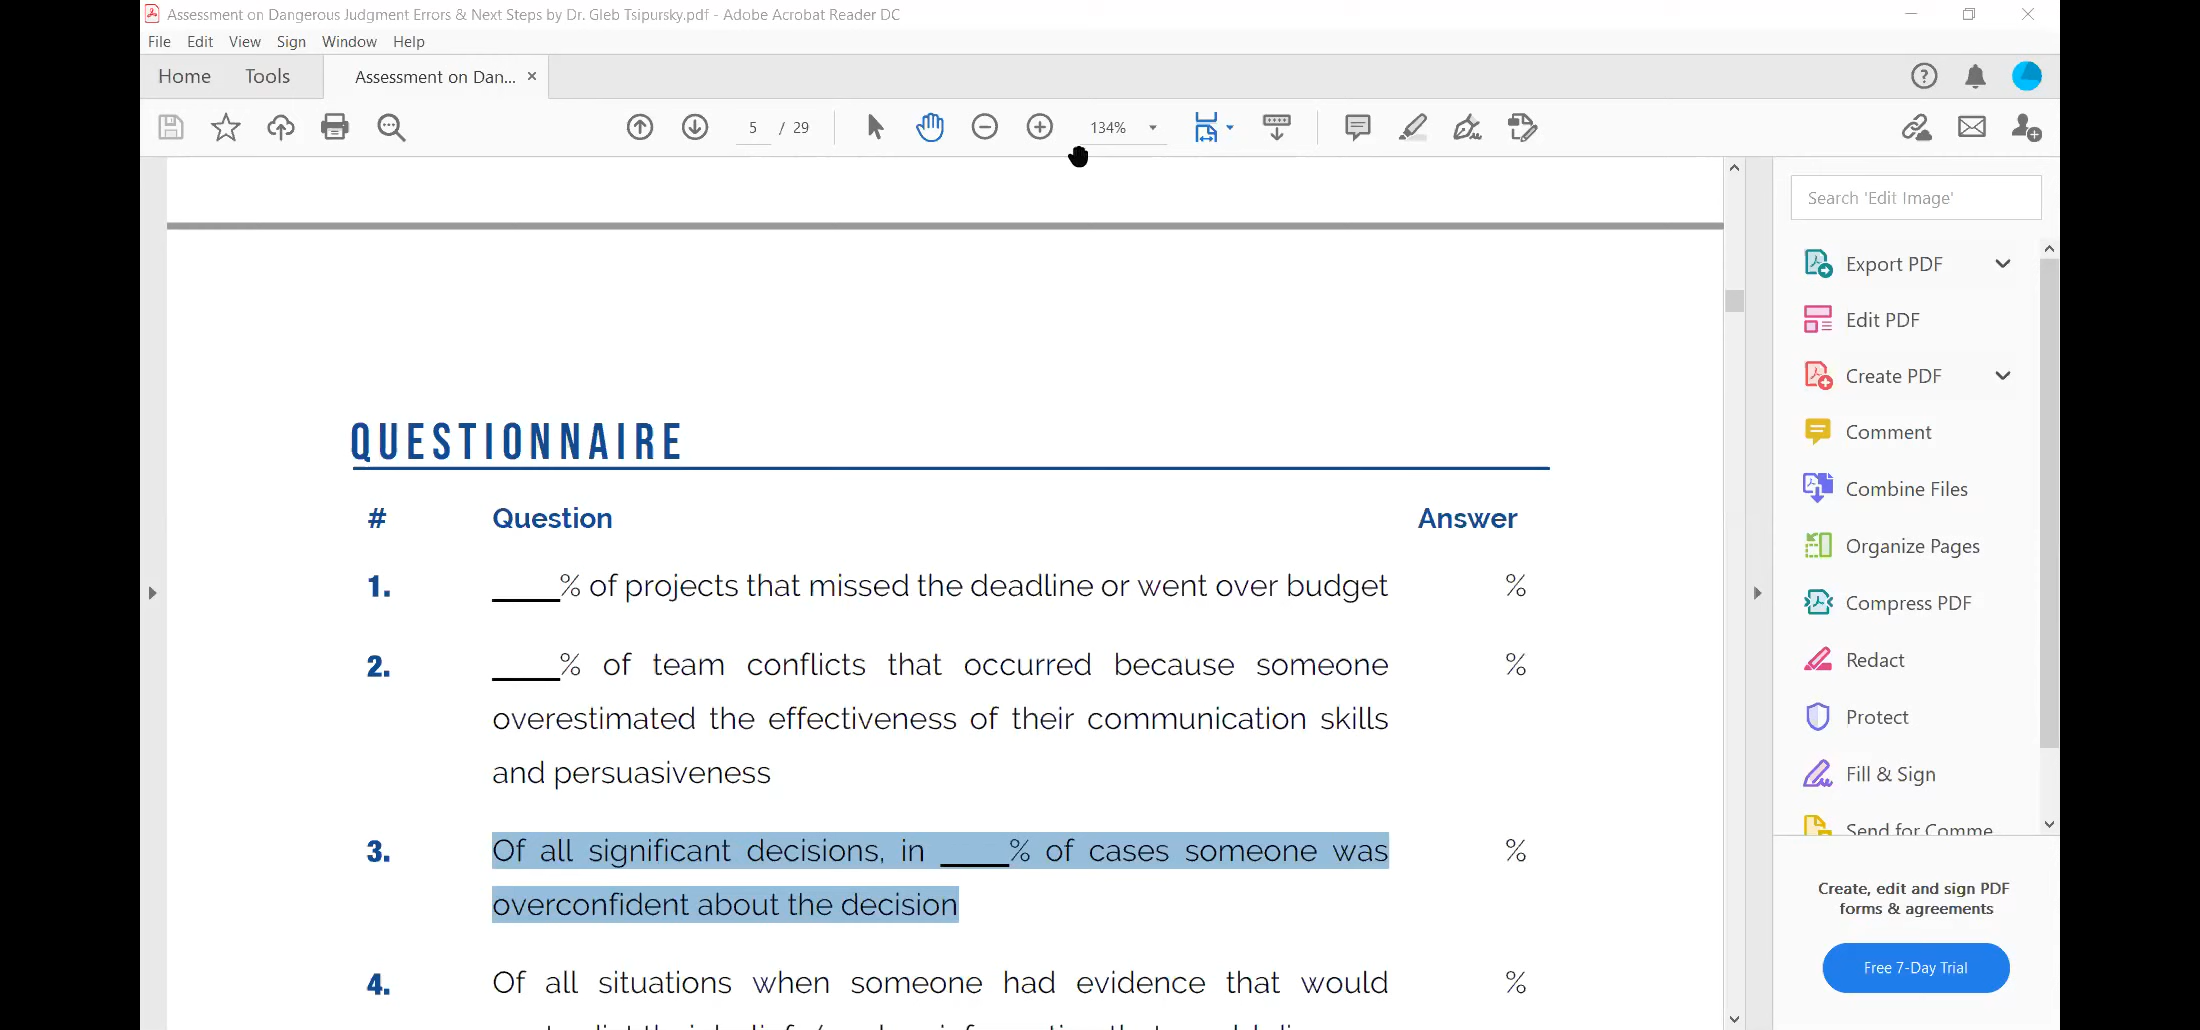 Assessment on Dangerous Judgment Errors & Next Steps by Dr. Gleb Tsipursky.pdf - Adobe Acrobat Reader DC
File Edit View Sign Window Help
Home Tools Assessment on Dan... ×
5 / 29 134%
Search 'Edit Image'
Export PDF
Edit PDF
Create PDF
Comment
Combine Files
Organize Pages
Compress PDF
Redact
Protect
Fill & Sign
Send for Comme
Create, edit and sign PDF
forms & agreements
Free 7-Day Trial
QUESTIONNAIRE
# Question Answer
1. _____% of projects that missed the deadline or went over budget %
2. _____% of team conflicts that occurred because someone %
overestimated the effectiveness of their communication skills
and persuasiveness
3. Of all significant decisions, in _____% of cases someone was %
overconfident about the decision
4. Of all situations when someone had evidence that would %